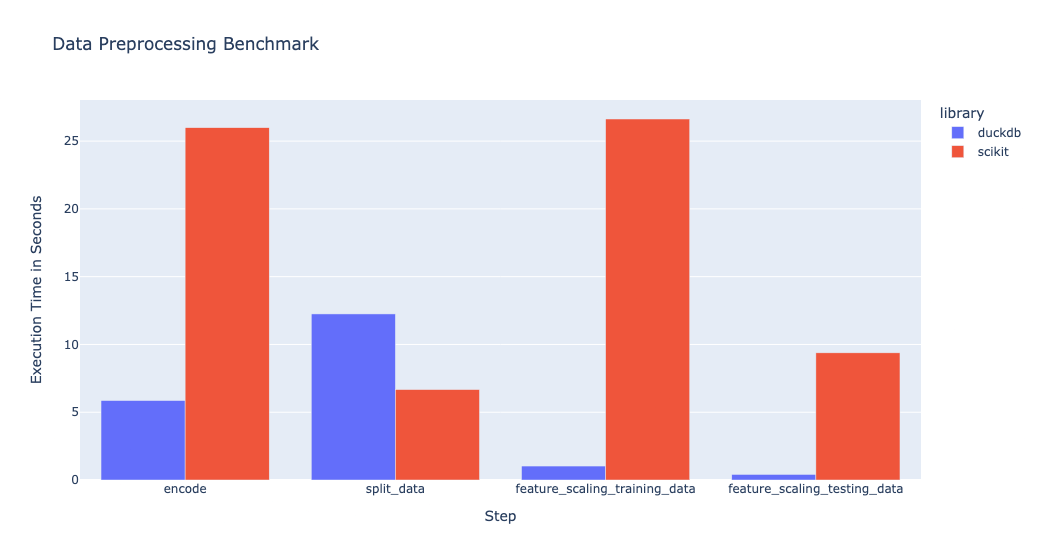 Data Preprocessing Benchmark
library
duckdb
scikit
Execution Time in Seconds
25
20
15
10
5
0
encode
split_data
feature_scaling_training_data
feature_scaling_testing_data
Step